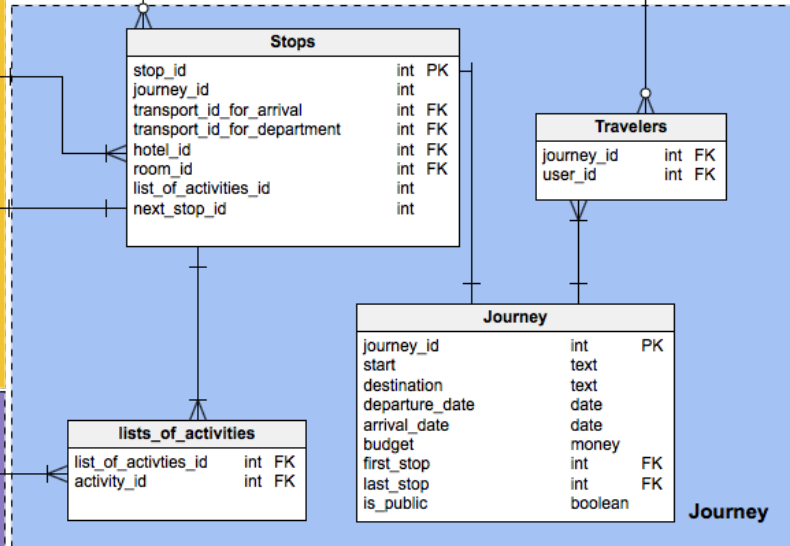 Stops
stop_id int PK
journey_id int
transport_id_for_arrival int FK
transport_id_for_department int FK
hotel_id int FK
room_id int FK
list_of_activities_id int
next_stop_id int
Travelers
journey_id int FK
user_id int FK
Journey
journey_id int PK
start text
destination text
departure_date date
arrival_date date
budget money
first_stop int FK
last_stop int FK
is_public boolean
lists_of_activities
list_of_activties_id int FK
activity_id int FK
Journey